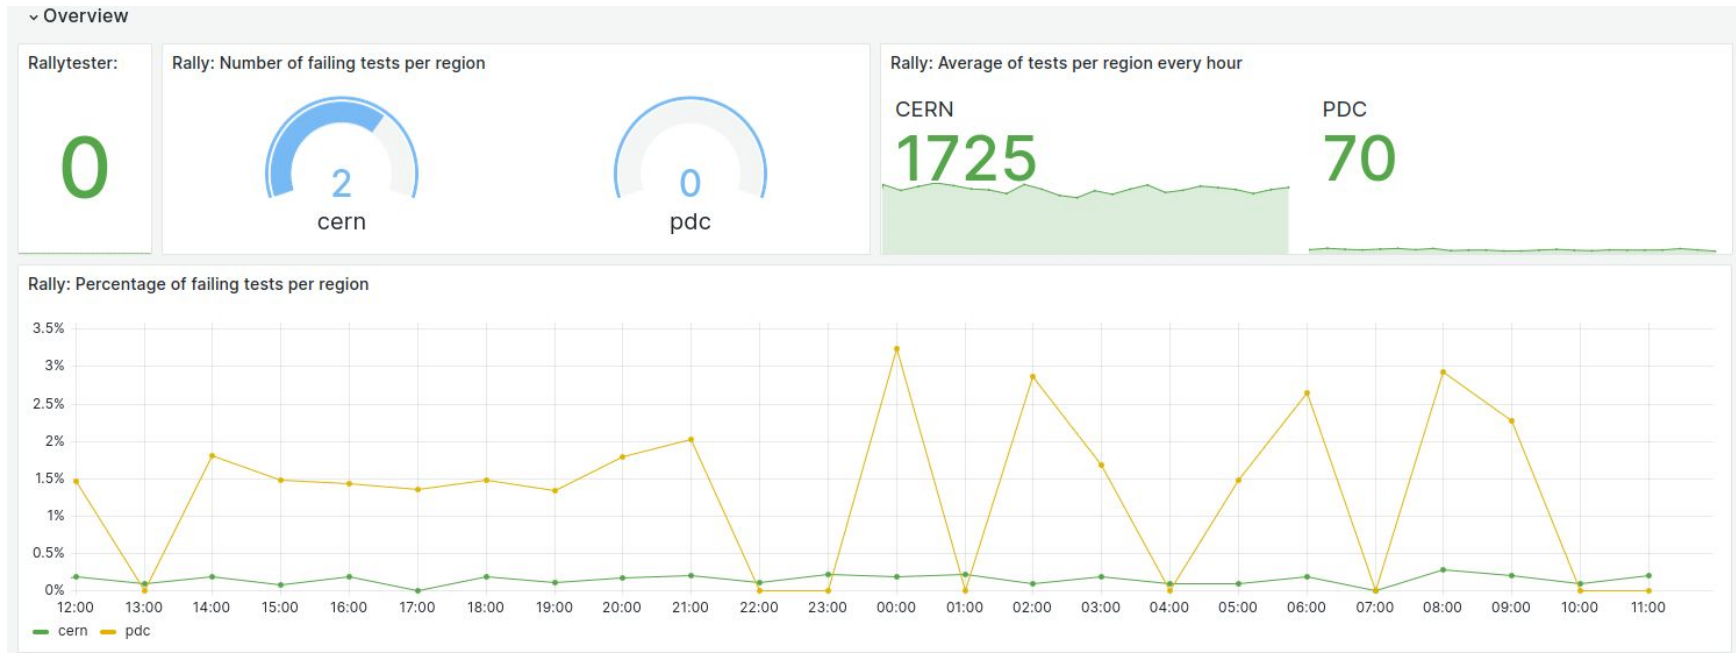 Overview
Rallytester:
0
Rally: Number of failing tests per region
2
cern
0
pdc
Rally: Average of tests per region every hour
CERN
1725
PDC
70
Rally: Percentage of failing tests per region
3.5%
3%
2.5%
2%
1.5%
1%
0.5%
0%
12:00 13:00 14:00 15:00 16:00 17:00 18:00 19:00 20:00 21:00 22:00 23:00 00:00 01:00 02:00 03:00 04:00 05:00 06:00 07:00 08:00 09:00 10:00 11:00
cern pdc